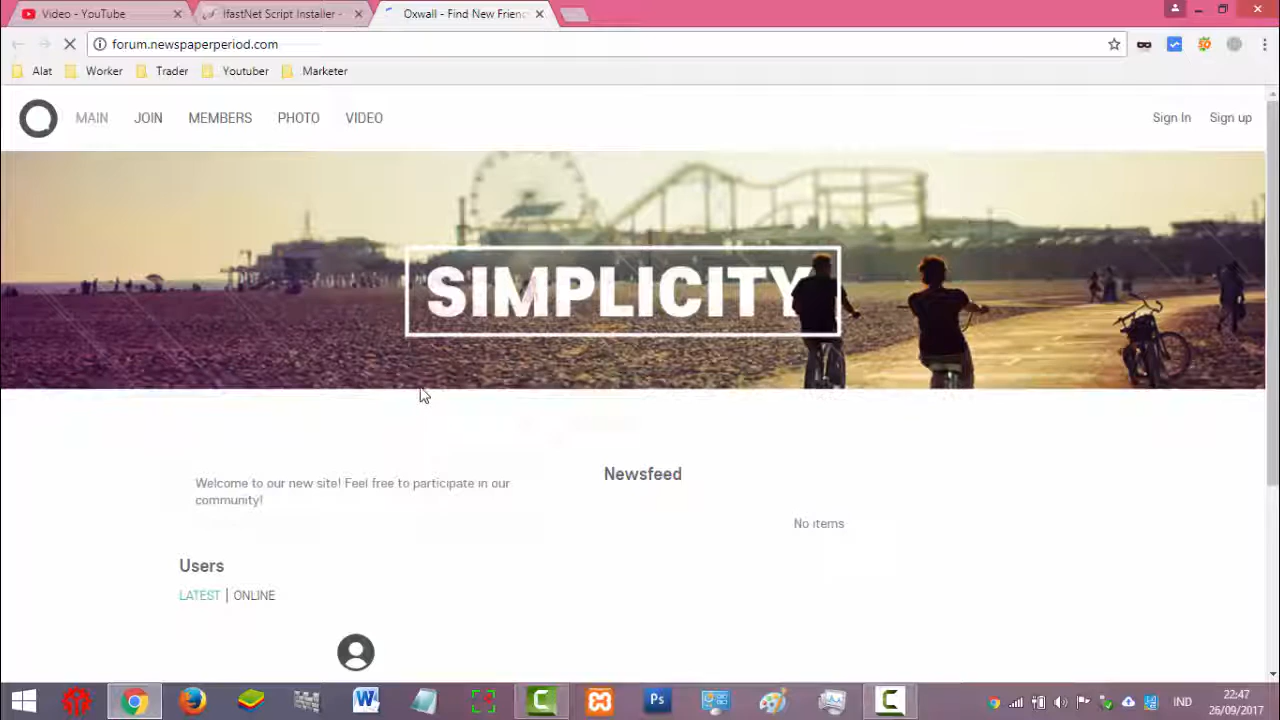 Video - YouTube
IfastNet Script Installer -
Oxwall - Find New Friend
forum.newspaperperiod.com
Alat
Worker
Trader
Youtuber
Marketer
MAIN
JOIN
MEMBERS
PHOTO
VIDEO
Sign In
Sign up
SIMPLICITY
Welcome to our new site! Feel free to participate in our
community!
Newsfeed
No items
Users
LATEST | ONLINE
IND
22:47
26/09/2017